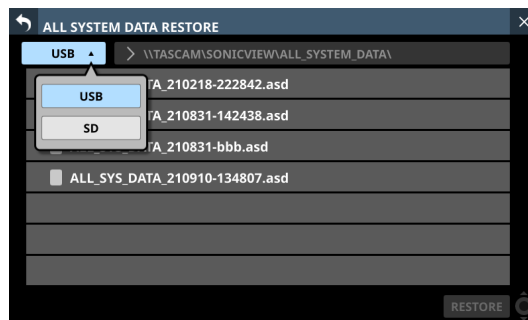 ALL SYSTEM DATA RESTORE
USB
\\TASCAM\SONICVIEW\ALL_SYSTEM_DATA\
TA_210218-222842.asd
USB
TA_210831-142438.asd
SD
TA_210831-bbb.asd
ALL_SYS_DATA_210910-134807.asd
RESTORE